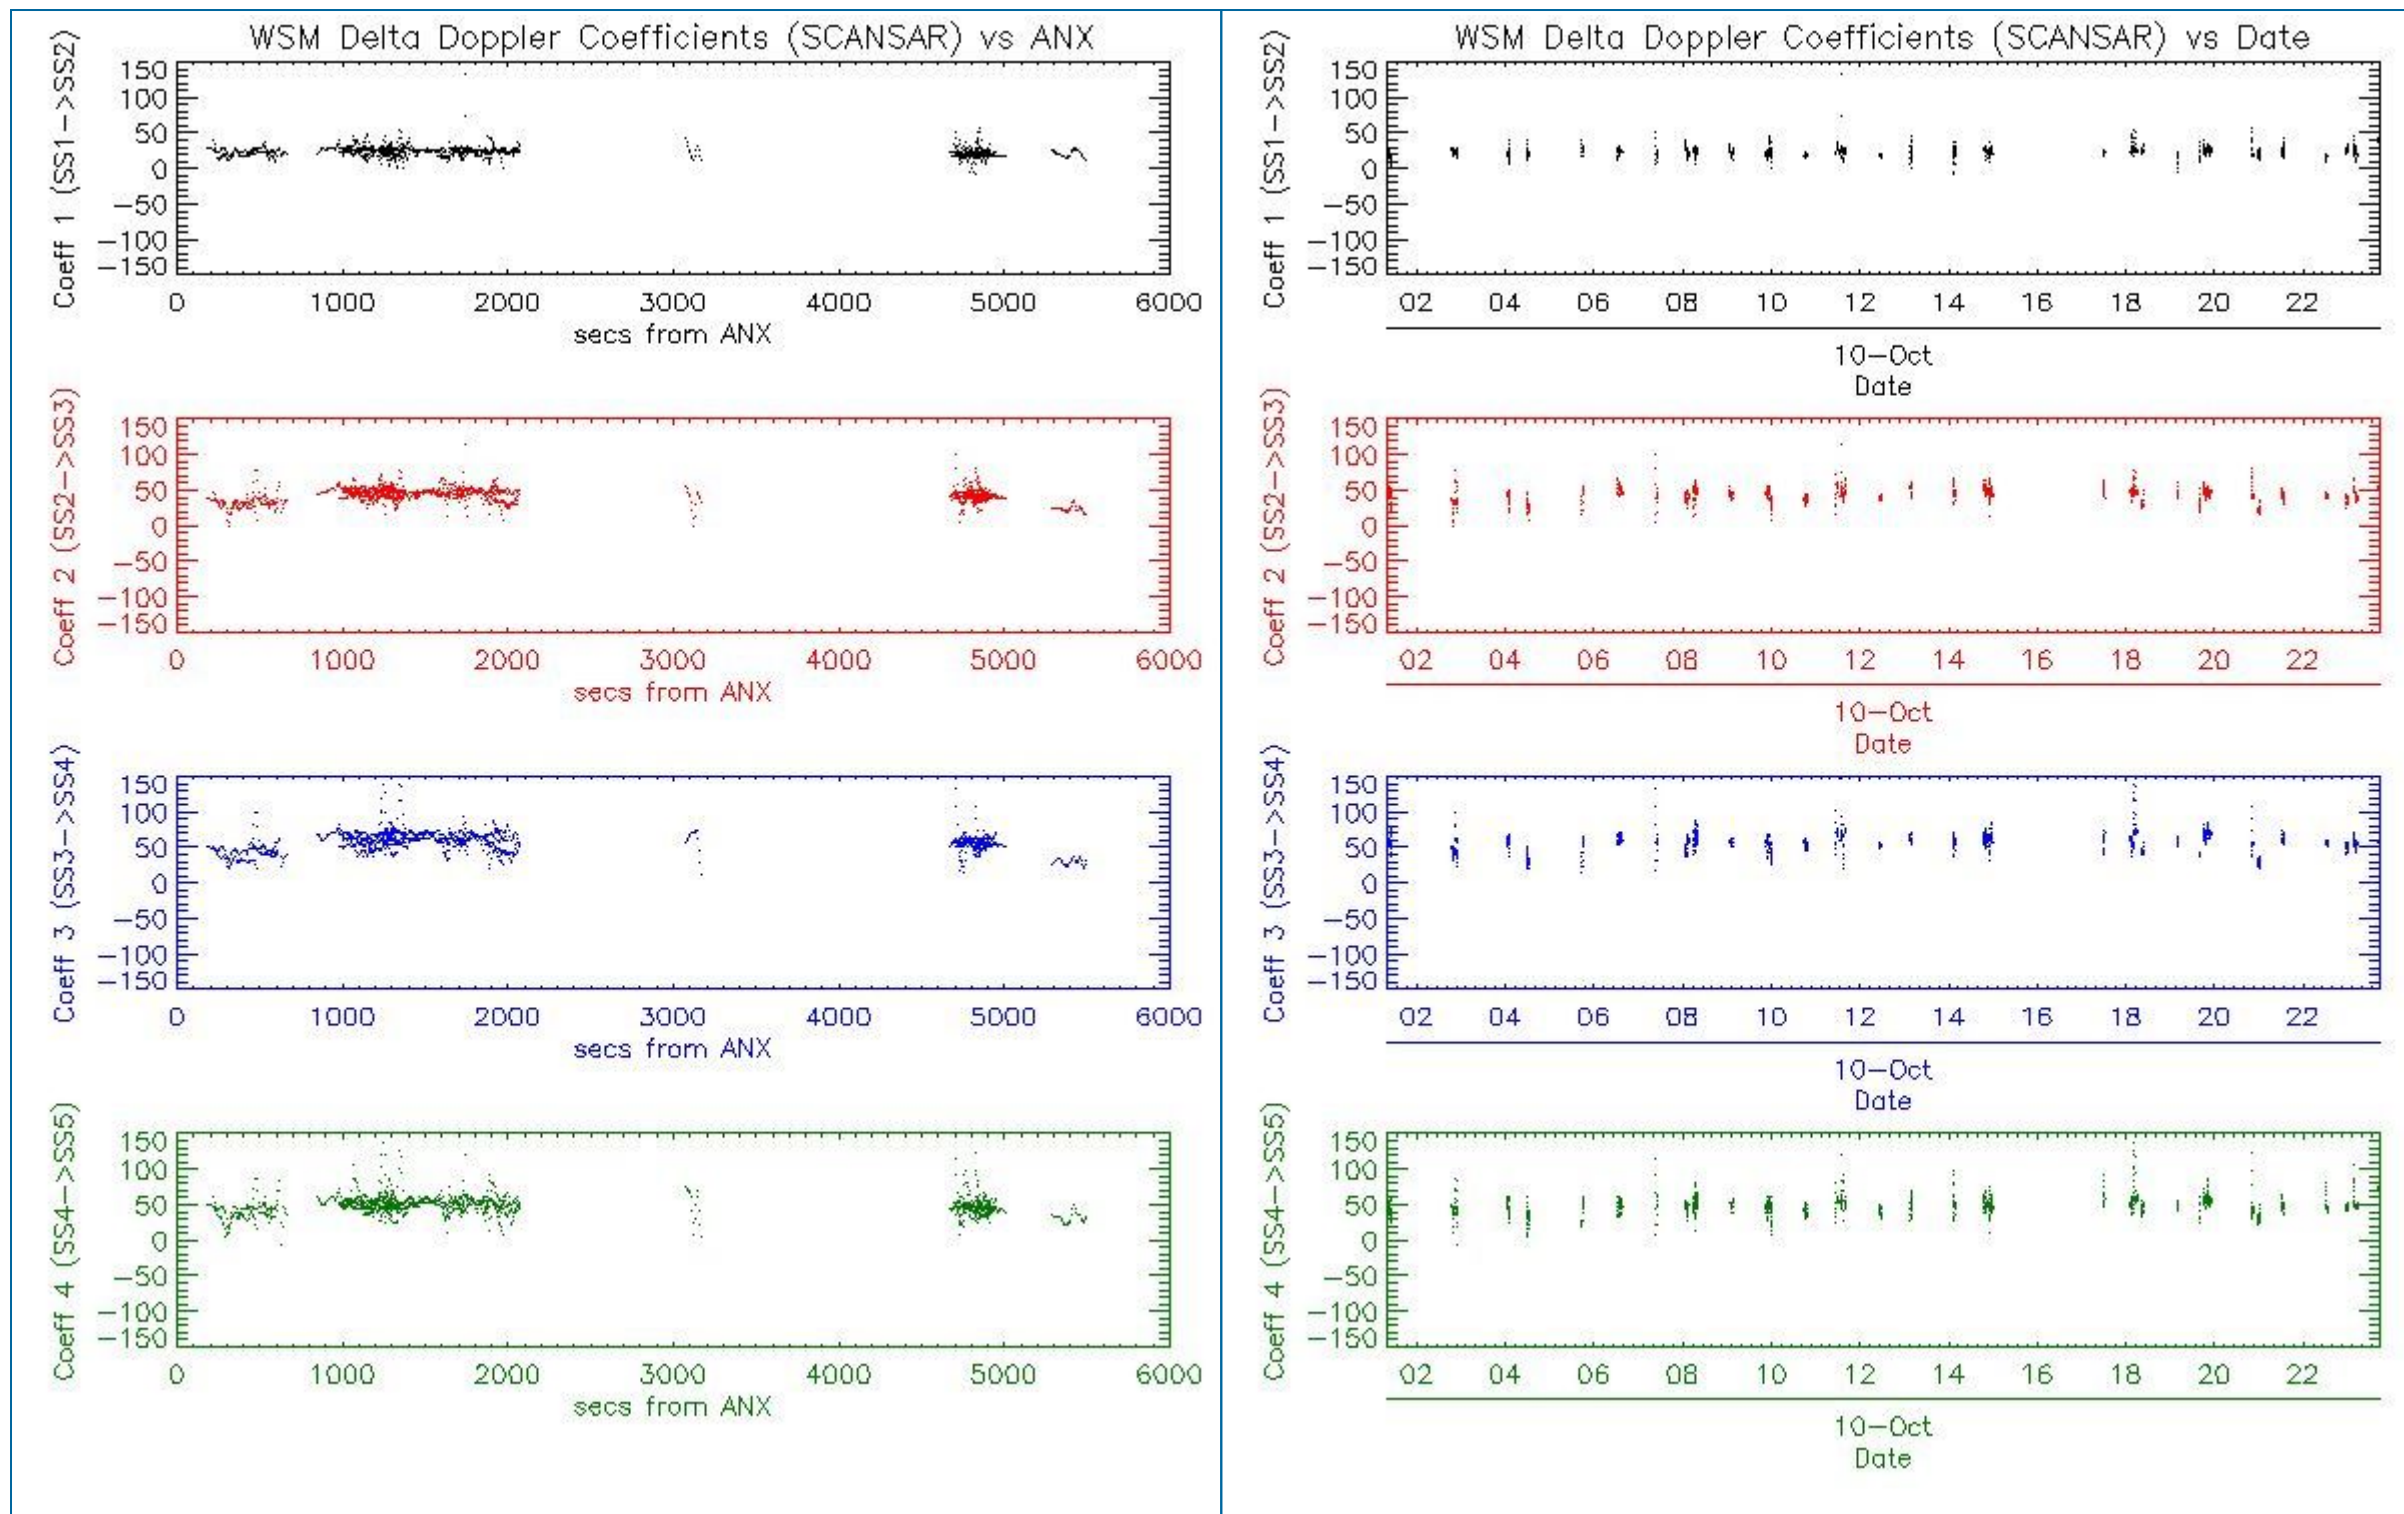 WSM Delta Doppler Coefficients (SCANSAR) vs ANX
Coeff 1 (SS1->SS2)
150
100
50
0
-50
-100
-150
0 1000 2000 3000 4000 5000 6000
secs from ANX
Coeff 2 (SS2->SS3)
150
100
50
0
-50
-100
-150
0 1000 2000 3000 4000 5000 6000
secs from ANX
Coeff 3 (SS3->SS4)
150
100
50
0
-50
-100
-150
0 1000 2000 3000 4000 5000 6000
secs from ANX
Coeff 4 (SS4->SS5)
150
100
50
0
-50
-100
-150
0 1000 2000 3000 4000 5000 6000
secs from ANX
WSM Delta Doppler Coefficients (SCANSAR) vs Date
Coeff 1 (SS1->SS2)
150
100
50
0
-50
-100
-150
02 04 06 08 10 12 14 16 18 20 22
10-Oct
Date
Coeff 2 (SS2->SS3)
150
100
50
0
-50
-100
-150
02 04 06 08 10 12 14 16 18 20 22
10-Oct
Date
Coeff 3 (SS3->SS4)
150
100
50
0
-50
-100
-150
02 04 06 08 10 12 14 16 18 20 22
10-Oct
Date
Coeff 4 (SS4->SS5)
150
100
50
0
-50
-100
-150
02 04 06 08 10 12 14 16 18 20 22
10-Oct
Date